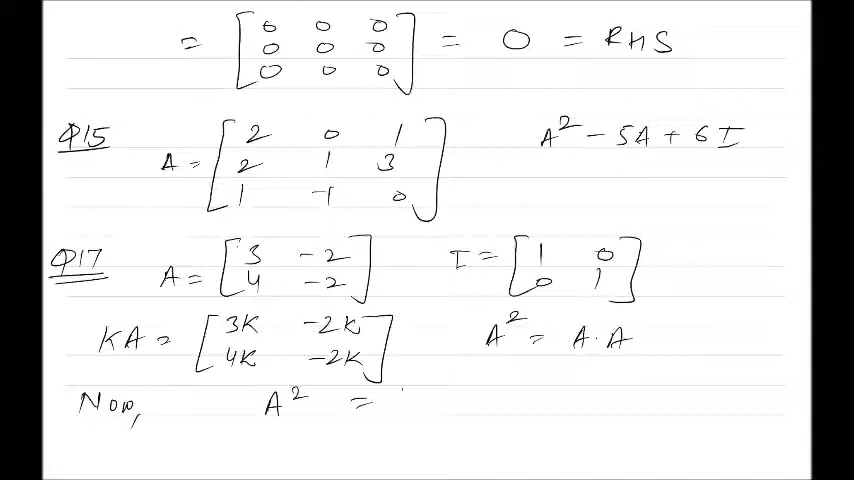 = [ 0 0 0
0 0 0
0 0 0 ] = 0 = RHS
Q15 A = [ 2 0 1
2 1 3
1 -1 0 ] A² - 5A + 6I
Q17 A = [ 3 -2
4 -2 ] I = [ 1 0
0 1 ]
KA = [ 3K -2K
4K -2K ] A² = A·A
Now, A² =